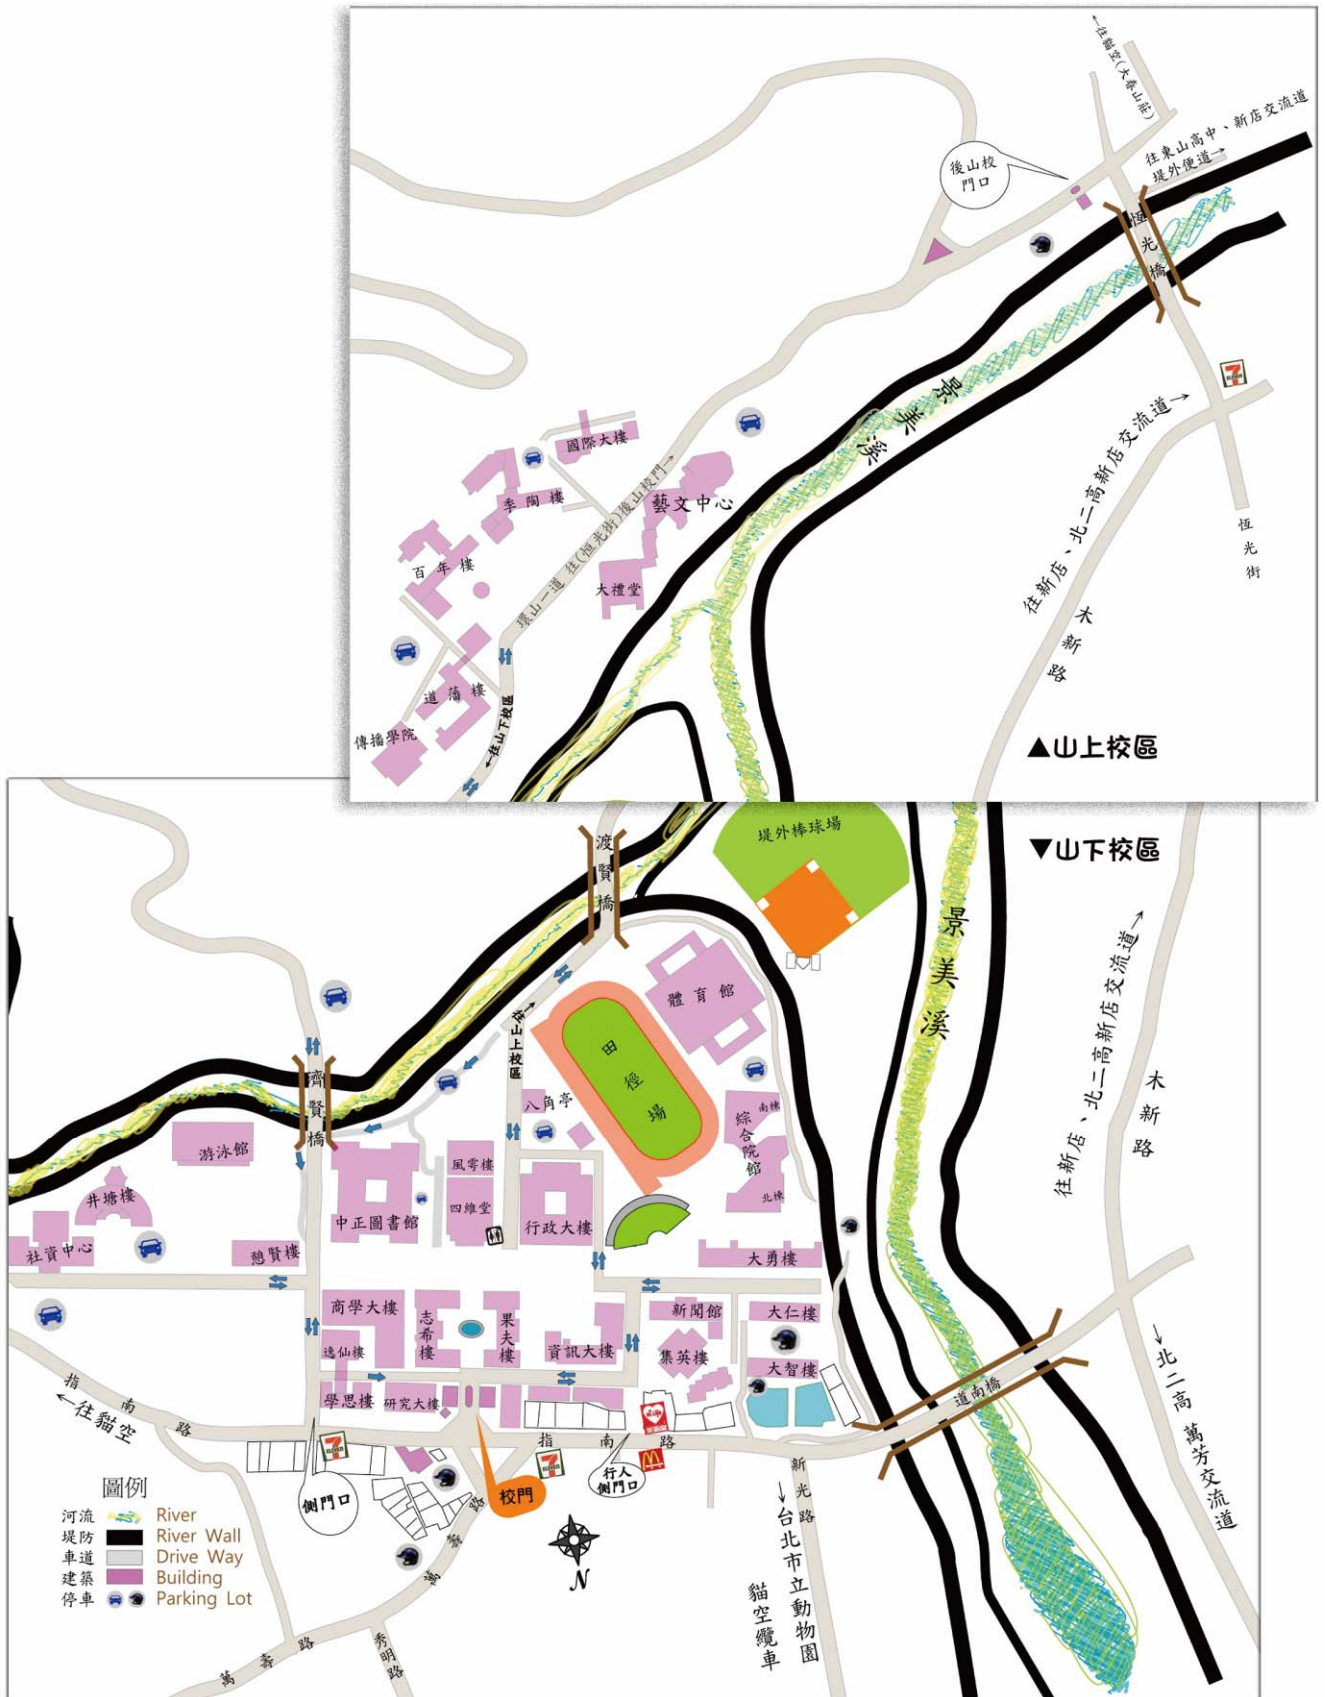 ←往貓空(大春山莊)
往東山高中、新店交流道
堤外便道→
後山校
門口
恆光橋
景美溪
國際大樓
季陶樓
藝文中心
百年樓
大禮堂
環山一道 往(恒光街)後山校門→
往新店、北二高新店交流道→
恆光街
木新路
道藩樓
傳播學院
←往山下校區
▲山上校區
▼山下校區
堤外棒球場
渡賢橋
景美溪
體育館
往山上校區→
田徑場
往新店、北二高新店交流道→
木新路
濟賢橋
八角亭
南棟
綜合院館
北棟
游泳館
風雩樓
井塘樓
中正圖書館
四維堂
行政大樓
社資中心
憩賢樓
大勇樓
商學大樓
志希樓
果夫樓
新聞館
大仁樓
逸仙樓
資訊大樓
集英樓
大智樓
學思樓
研究大樓
道南橋
指南路
←往貓空
指南路
→北二高 萬芳交流道
側門口
校門
行人
側門口
新光路
→台北市立動物園
貓空纜車
萬壽路
萬壽路
秀明路
N
圖例
河流 River
堤防 River Wall
車道 Drive Way
建築 Building
停車 Parking Lot